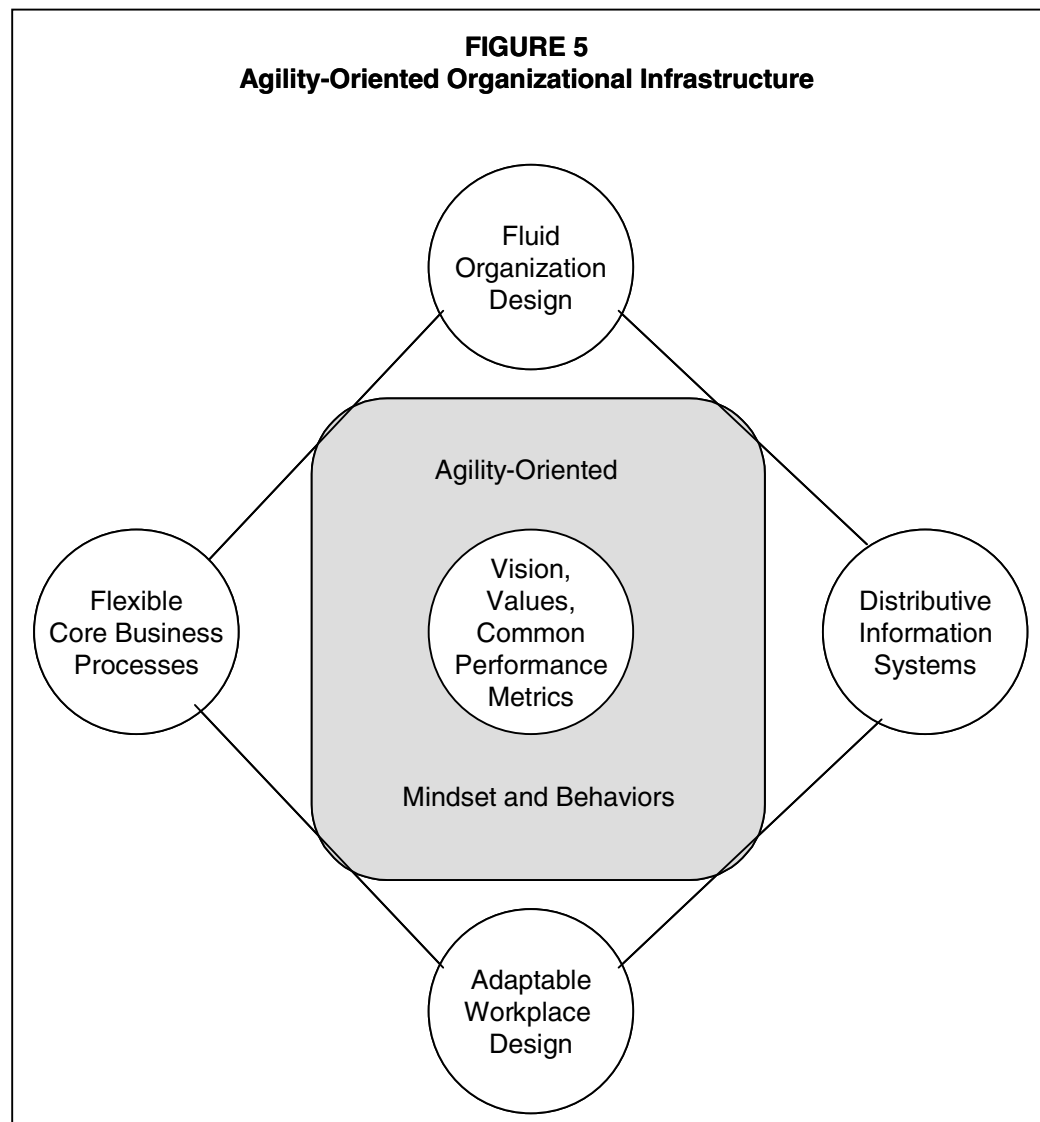 FIGURE 5
Agility-Oriented Organizational Infrastructure
Fluid
Organization
Design
Agility-Oriented
Flexible
Core Business
Processes
Vision,
Values,
Common
Performance
Metrics
Distributive
Information
Systems
Mindset and Behaviors
Adaptable
Workplace
Design